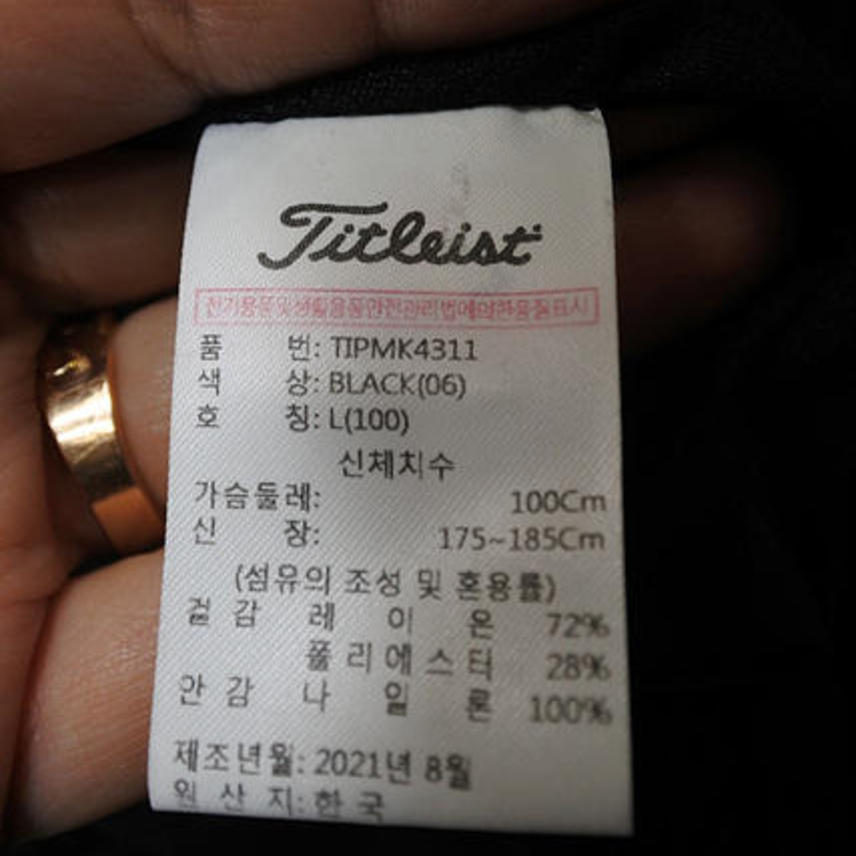 Titleist
전기용품및생활용품안전관리법에의한품질표시
품 번: TIPMK4311
색 상: BLACK(06)
호 칭: L(100)
신체치수
가슴둘레: 100Cm
신 장: 175~185Cm
(섬유의 조성 및 혼용률)
겉 감 레 이 온 72%
폴 리 에 스 터 28%
안 감 나 일 론 100%
제조년월: 2021년 8월
원 산 지: 한 국